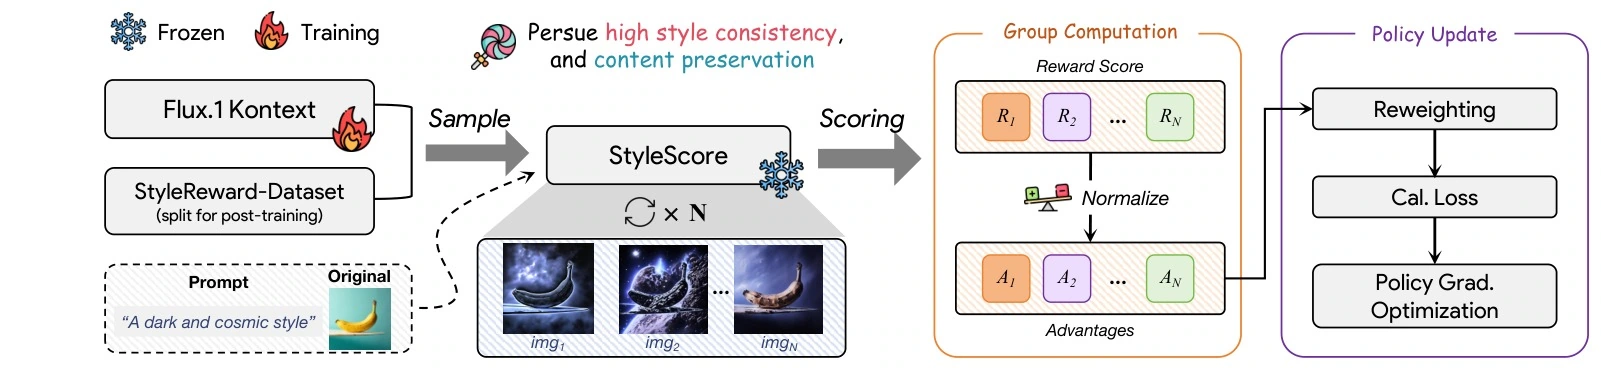 Frozen
Training
Persue high style consistency,
and content preservation
Flux.1 Kontext
StyleReward-Dataset
(split for post-training)
Prompt
Original
“A dark and cosmic style”
Sample
StyleScore
× N
...
img1
img2
imgN
Scoring
Group Computation
Reward Score
R1
R2
...
RN
Normalize
A1
A2
...
AN
Advantages
Policy Update
Reweighting
Cal. Loss
Policy Grad.
Optimization